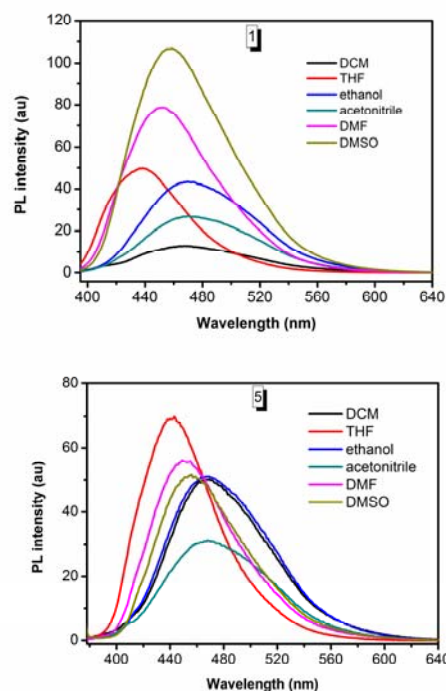 1
PL intensity (au)
120
100
80
60
40
20
0
DCM
THF
ethanol
acetonitrile
DMF
DMSO
400 440 480 520 560 600 640
Wavelength (nm)
5
PL intensity (au)
80
60
40
20
0
DCM
THF
ethanol
acetonitrile
DMF
DMSO
400 440 480 520 560 600 640
Wavelength (nm)